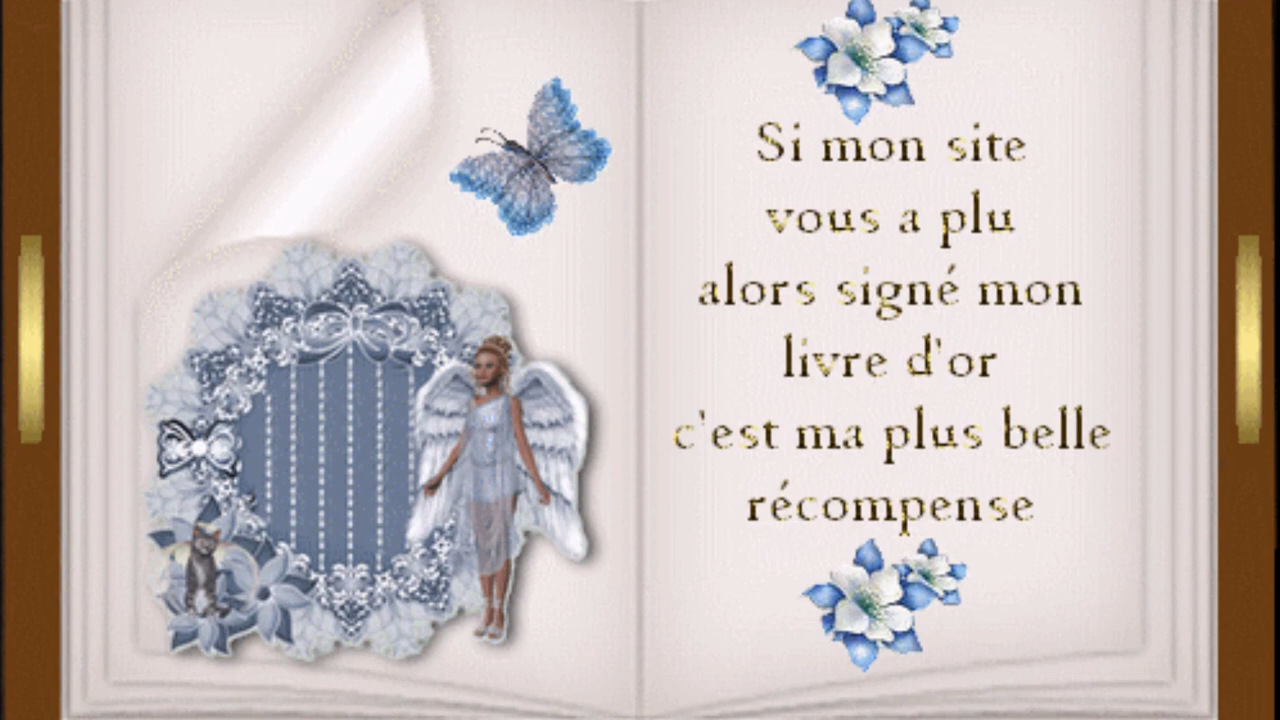 Si mon site
vous a plu
alors signé mon
livre d'or
c'est ma plus belle
récompense